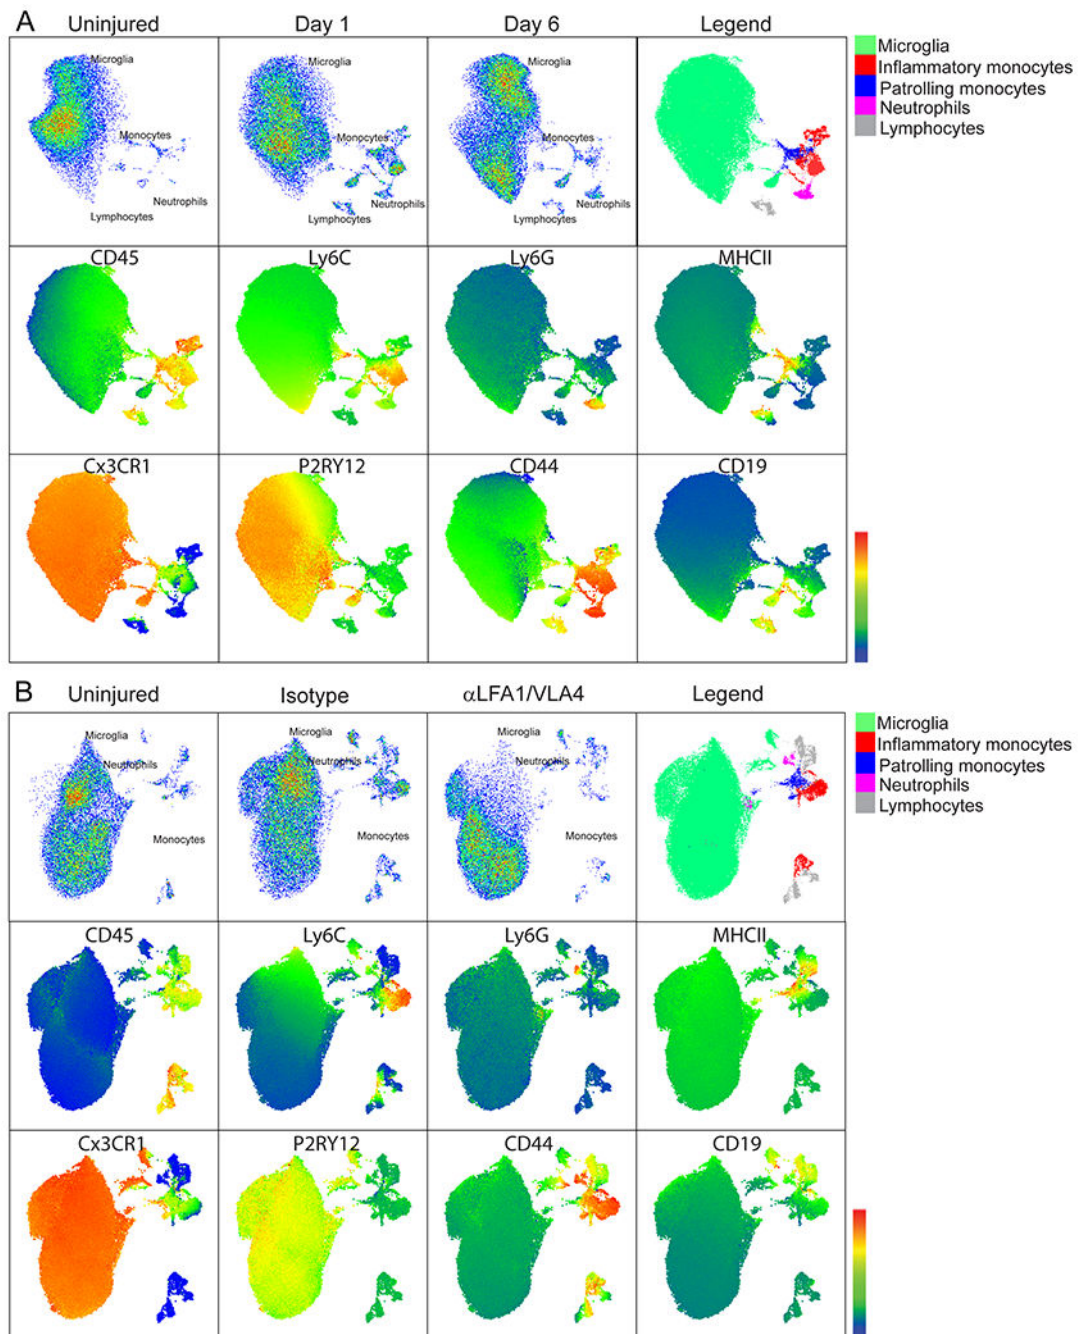 A
Uninjured
Day 1
Day 6
Legend
Microglia
Monocytes
Neutrophils
Lymphocytes
Microglia
Monocytes
Neutrophils
Lymphocytes
Microglia
Monocytes
Neutrophils
Lymphocytes
Microglia
Inflammatory monocytes
Patrolling monocytes
Neutrophils
Lymphocytes
CD45
Ly6C
Ly6G
MHCII
Cx3CR1
P2RY12
CD44
CD19
B
Uninjured
Isotype
αLFA1/VLA4
Legend
Microglia
Neutrophils
Monocytes
Microglia
Neutrophils
Monocytes
Microglia
Neutrophils
Monocytes
Microglia
Inflammatory monocytes
Patrolling monocytes
Neutrophils
Lymphocytes
CD45
Ly6C
Ly6G
MHCII
Cx3CR1
P2RY12
CD44
CD19